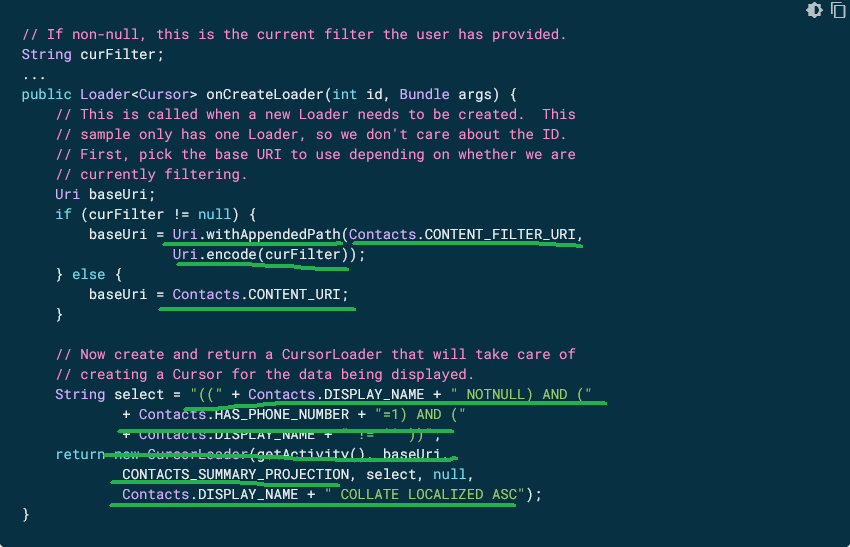 // If non-null, this is the current filter the user has provided.
String curFilter;
...
public Loader<Cursor> onCreateLoader(int id, Bundle args) {
    // This is called when a new Loader needs to be created.  This
    // sample only has one Loader, so we don't care about the ID.
    // First, pick the base URI to use depending on whether we are
    // currently filtering.
    Uri baseUri;
    if (curFilter != null) {
        baseUri = Uri.withAppendedPath(Contacts.CONTENT_FILTER_URI,
                  Uri.encode(curFilter));
    } else {
        baseUri = Contacts.CONTENT_URI;
    }

    // Now create and return a CursorLoader that will take care of
    // creating a Cursor for the data being displayed.
    String select = "((" + Contacts.DISPLAY_NAME + " NOTNULL) AND ("
            + Contacts.HAS_PHONE_NUMBER + "=1) AND ("
            + Contacts.DISPLAY_NAME + " != '' ))";
    return new CursorLoader(getActivity(), baseUri,
            CONTACTS_SUMMARY_PROJECTION, select, null,
            Contacts.DISPLAY_NAME + " COLLATE LOCALIZED ASC");
}